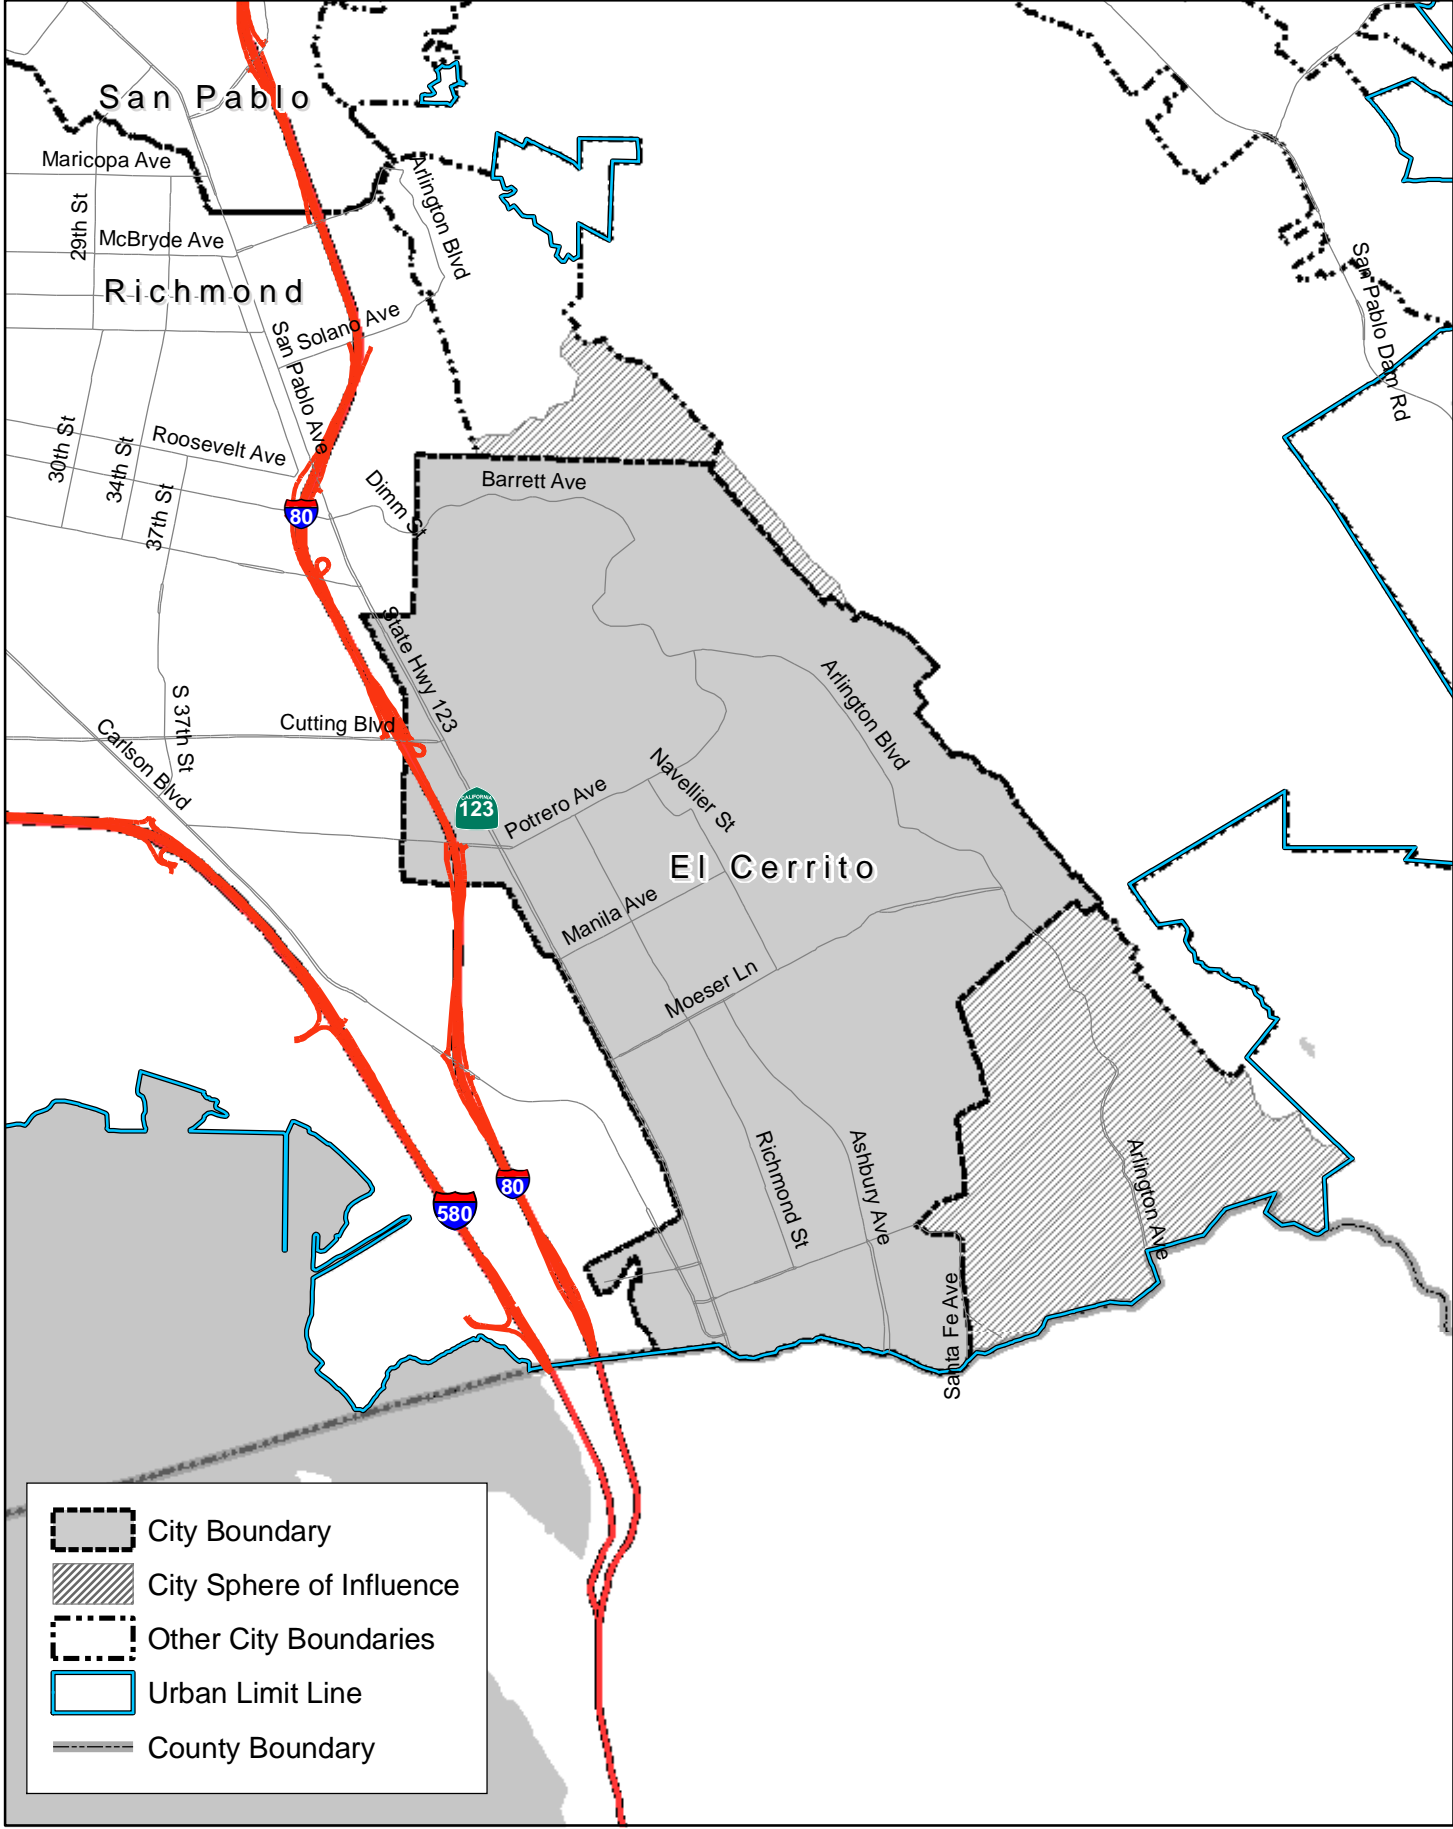 San Pablo
Maricopa Ave
Arlington Blvd
29th St
McBryde Ave
Richmond
San Pablo Dam Rd
Solano Ave
San Pablo Ave
30th St
34th St
Roosevelt Ave
37th St
80
Dimm St
Barrett Ave
State Hwy 123
S 37th St
Cutting Blvd
Carlson Blvd
Arlington Blvd
Navellier St
CALIFORNIA
123
Potrero Ave
El Cerrito
Manila Ave
Moeser Ln
Richmond St
Ashbury Ave
Arlington Ave
80
580
Santa Fe Ave
City Boundary
City Sphere of Influence
Other City Boundaries
Urban Limit Line
County Boundary